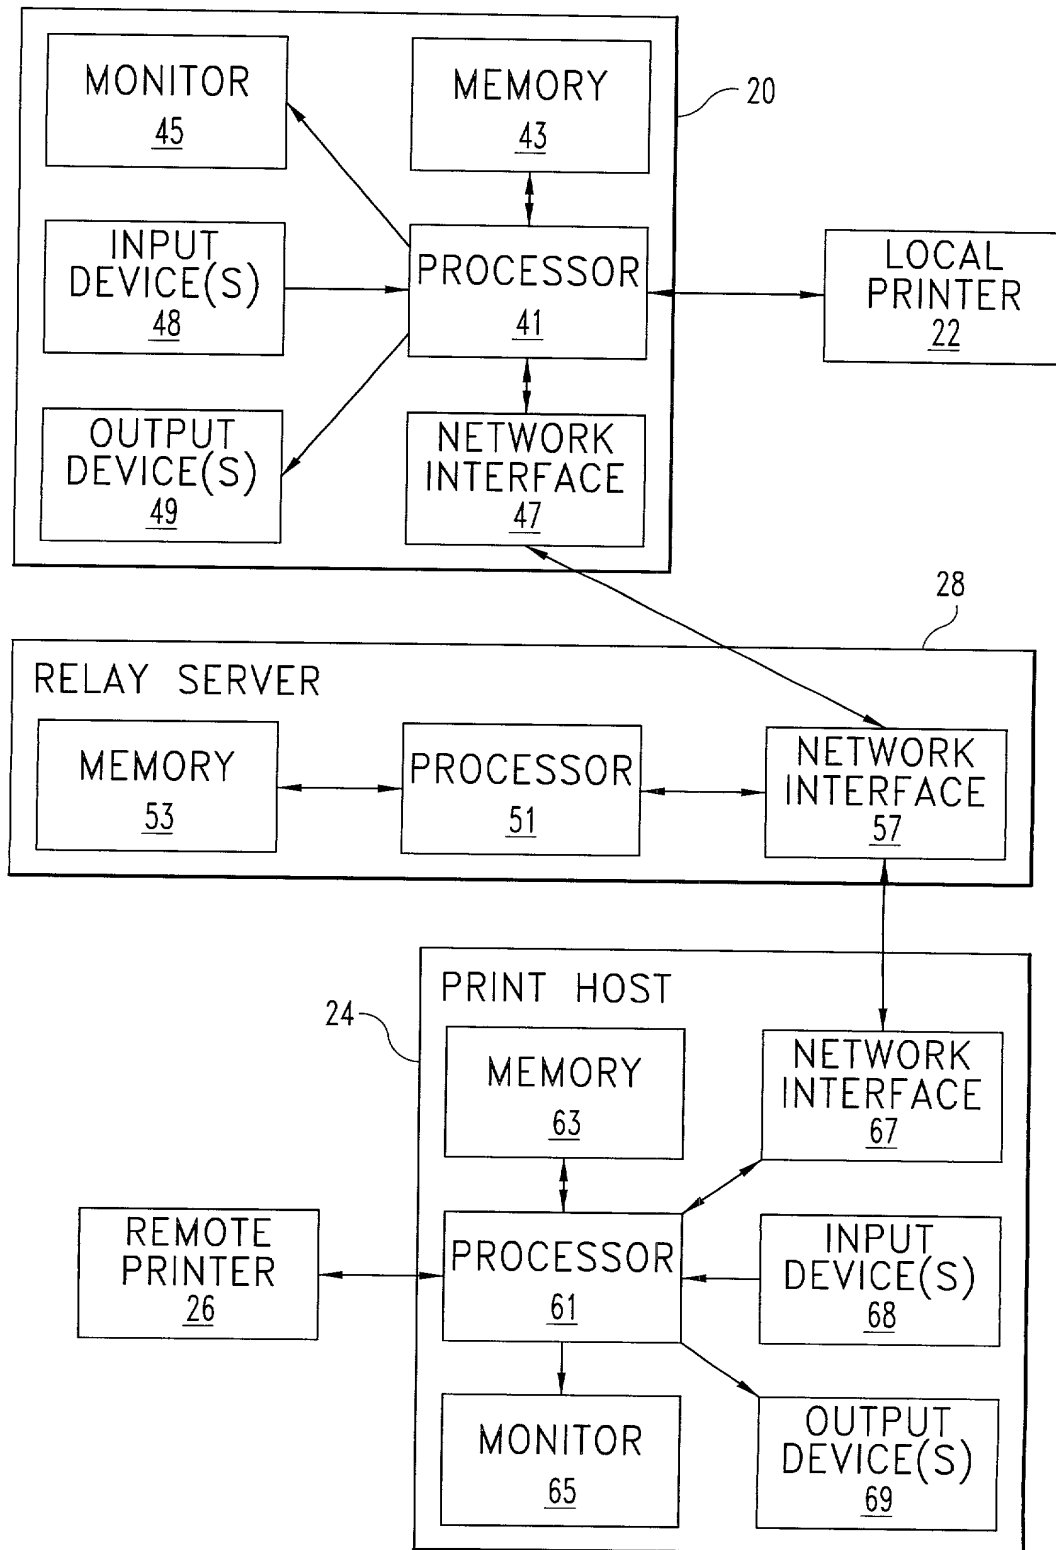 MONITOR
45
MEMORY
43
20
INPUT
DEVICE(S)
48
PROCESSOR
41
LOCAL
PRINTER
22
OUTPUT
DEVICE(S)
49
NETWORK
INTERFACE
47
28
RELAY SERVER
MEMORY
53
PROCESSOR
51
NETWORK
INTERFACE
57
24
PRINT HOST
MEMORY
63
NETWORK
INTERFACE
67
REMOTE
PRINTER
26
PROCESSOR
61
INPUT
DEVICE(S)
68
MONITOR
65
OUTPUT
DEVICE(S)
69